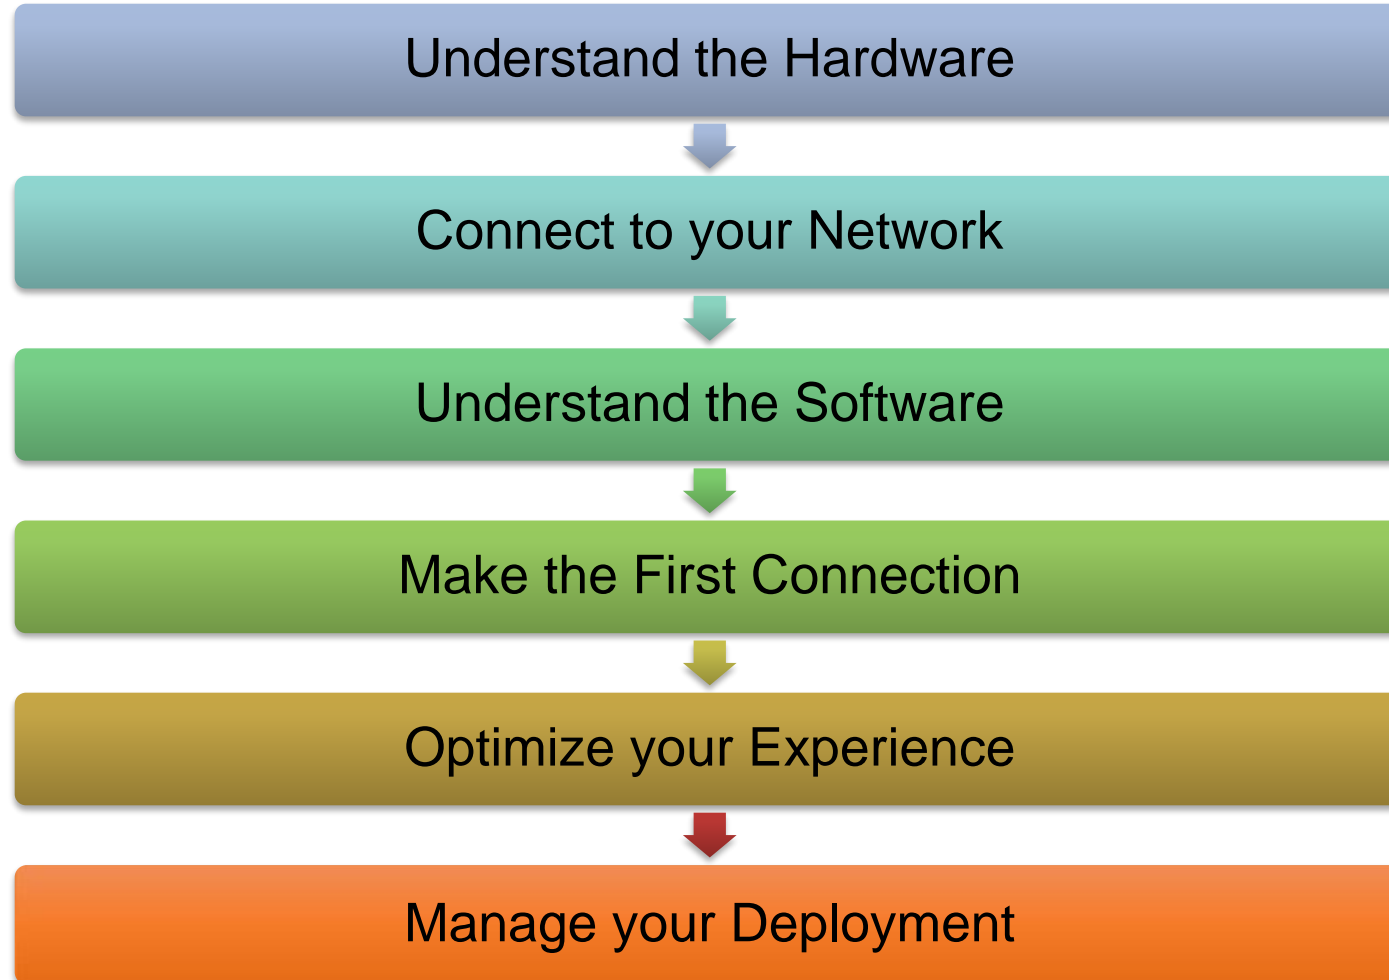 Understand the Hardware
Connect to your Network
Understand the Software
Make the First Connection
Optimize your Experience
Manage your Deployment